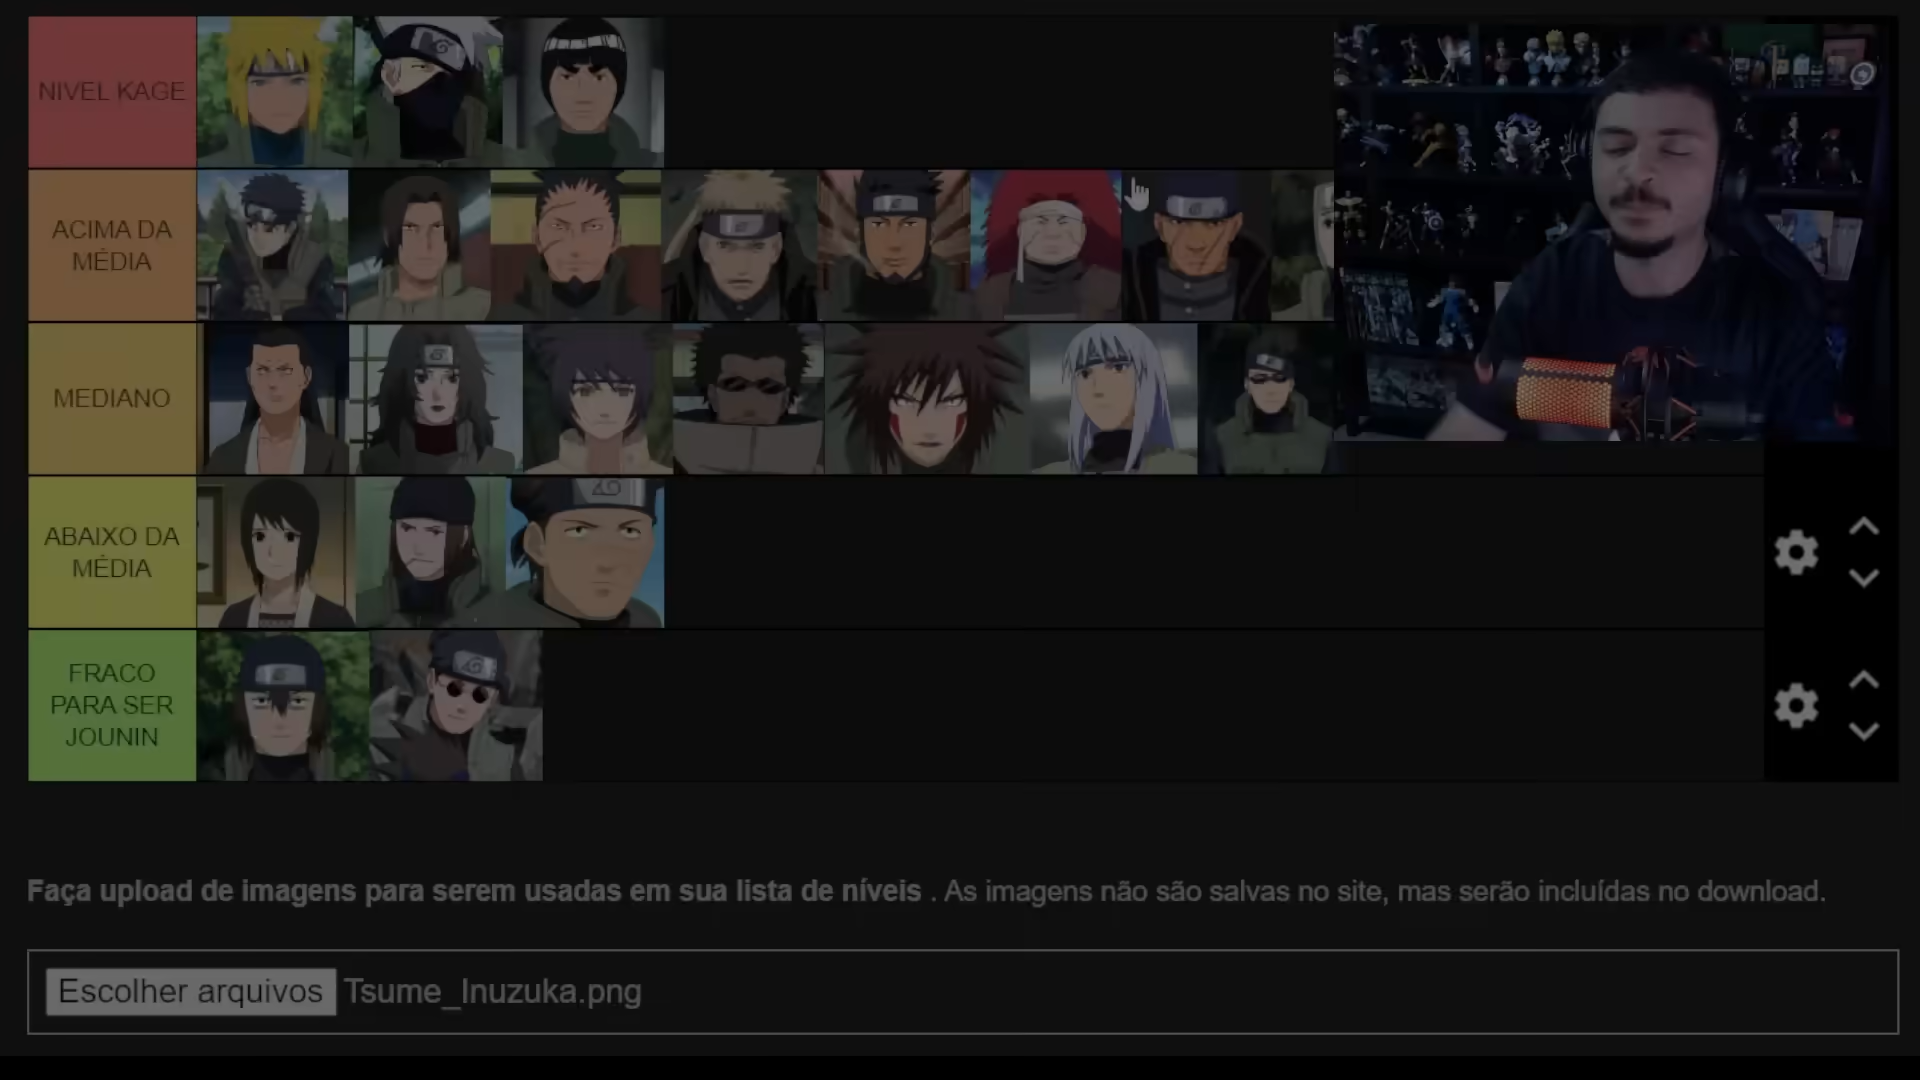 NIVEL KAGE
ACIMA DA
MÉDIA
MEDIANO
ABAIXO DA
MÉDIA
FRACO
PARA SER
JOUNIN
Faça upload de imagens para serem usadas em sua lista de níveis . As imagens não são salvas no site, mas serão incluídas no download.
Escolher arquivos Tsume_Inuzuka.png